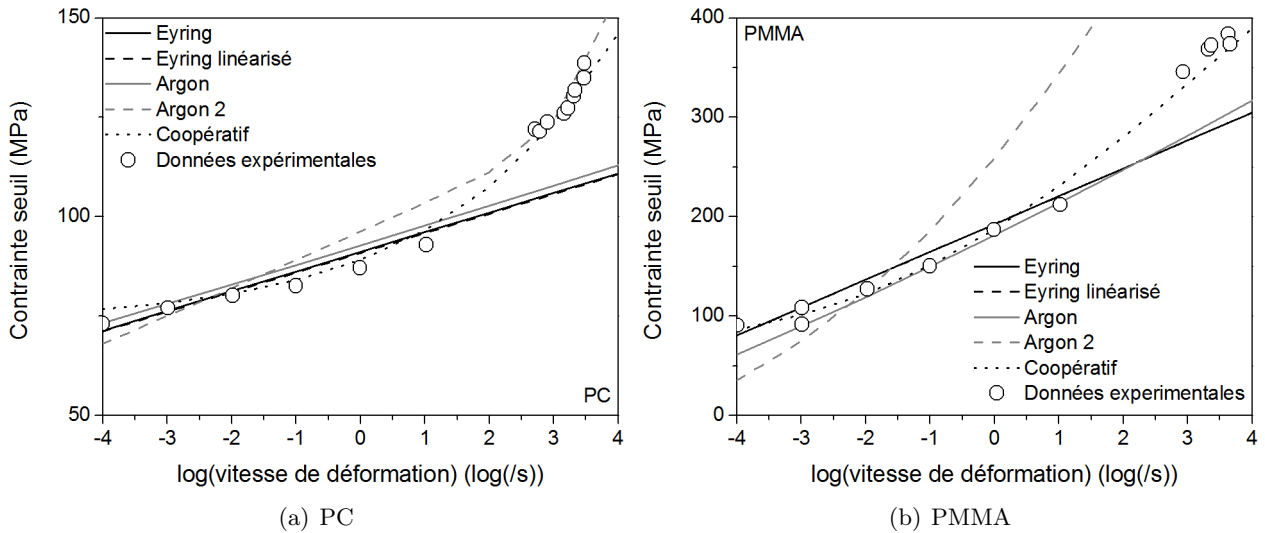 150
100
50
Contrainte seuil (MPa)
Eyring
Eyring linéarisé
Argon
Argon 2
Coopératif
Données expérimentales
PC
-4 -3 -2 -1 0 1 2 3 4
log(vitesse de déformation) (log(/s))
(a) PC
400
300
200
100
0
Contrainte seuil (MPa)
PMMA
Eyring
Eyring linéarisé
Argon
Argon 2
Coopératif
Données experimentales
-4 -3 -2 -1 0 1 2 3 4
log(vitesse de déformation) (log(/s))
(b) PMMA